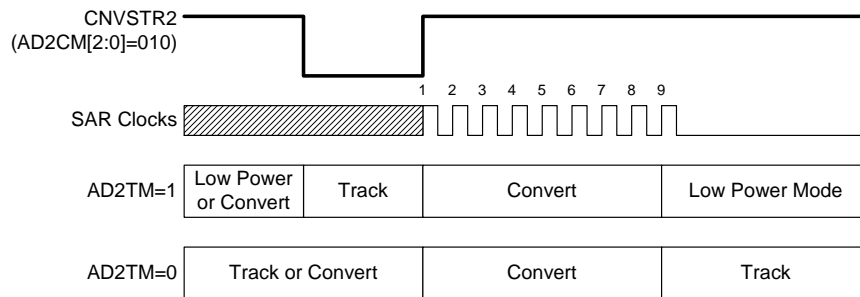 CNVSTR2
(AD2CM[2:0]=010)
1 2 3 4 5 6 7 8 9
SAR Clocks
AD2TM=1
Low Power
or Convert
Track
Convert
Low Power Mode
AD2TM=0
Track or Convert
Convert
Track